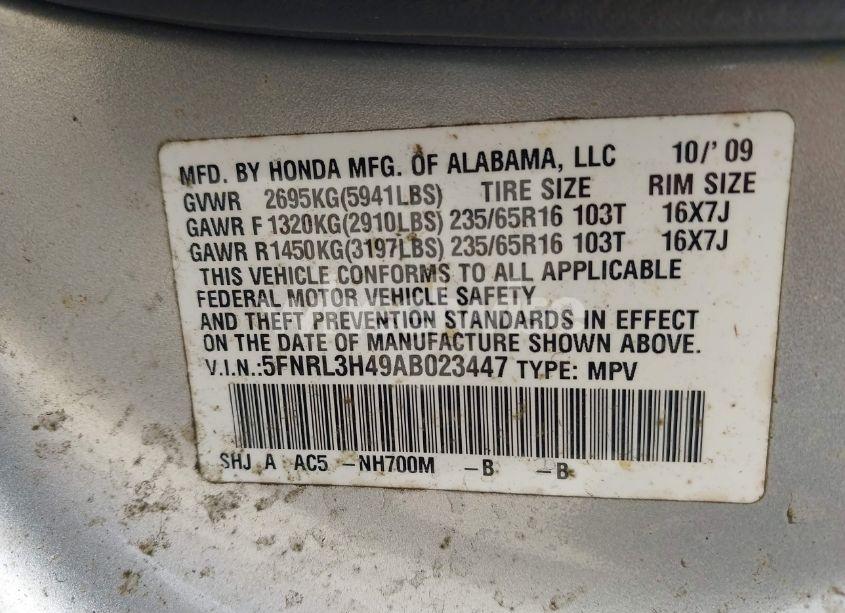 MFD. BY HONDA MFG. OF ALABAMA, LLC 10/'09
GVWR 2695KG(5941LBS) TIRE SIZE RIM SIZE
GAWR F1320KG(2910LBS) 235/65R16 103T 16X7J
GAWR R1450KG(3197LBS) 235/65R16 103T 16X7J
THIS VEHICLE CONFORMS TO ALL APPLICABLE
FEDERAL MOTOR VEHICLE SAFETY
AND THEFT PREVENTION STANDARDS IN EFFECT
ON THE DATE OF MANUFACTURE SHOWN ABOVE.
V.I.N.:5FNRL3H49AB023447 TYPE: MPV
SHJ A AC5 -NH700M -B -B